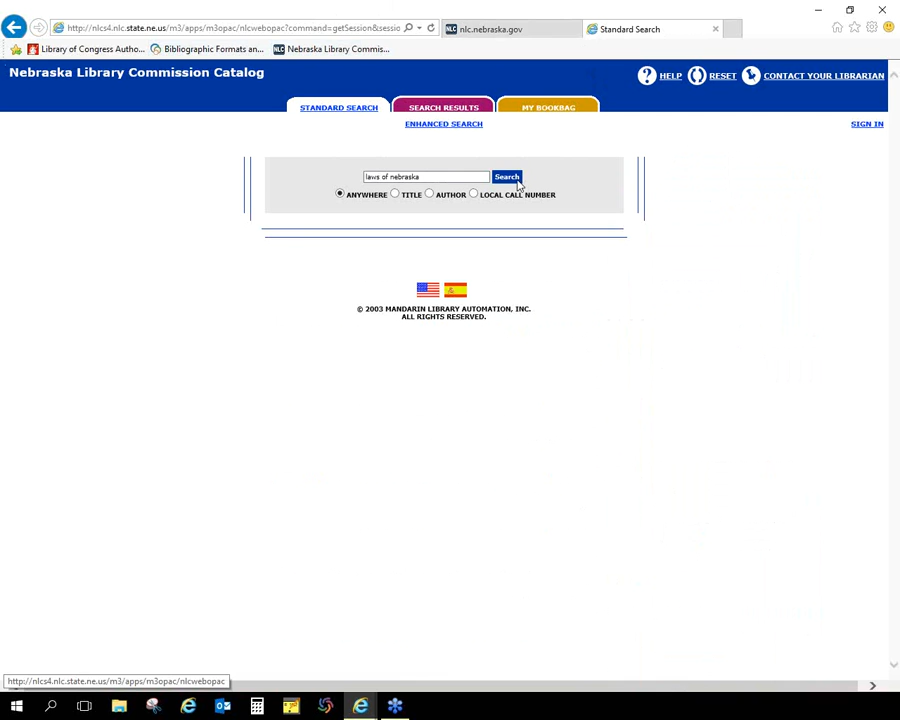 http://nlcs4.nlc.state.ne.us/m3/apps/m3opac/nlcwebopac?command=getSession&sessic
NLC nlc.nebraska.gov
Standard Search
Library of Congress Autho...
Bibliographic Formats an...
NLC Nebraska Library Commis...
Nebraska Library Commission Catalog
HELP
RESET
CONTACT YOUR LIBRARIAN
STANDARD SEARCH
SEARCH RESULTS
MY BOOKBAG
ENHANCED SEARCH
SIGN IN
laws of nebraska
Search
ANYWHERE TITLE AUTHOR LOCAL CALL NUMBER
© 2003 MANDARIN LIBRARY AUTOMATION, INC.
ALL RIGHTS RESERVED.
http://nlcs4.nlc.state.ne.us/m3/apps/m3opac/nlcwebopac